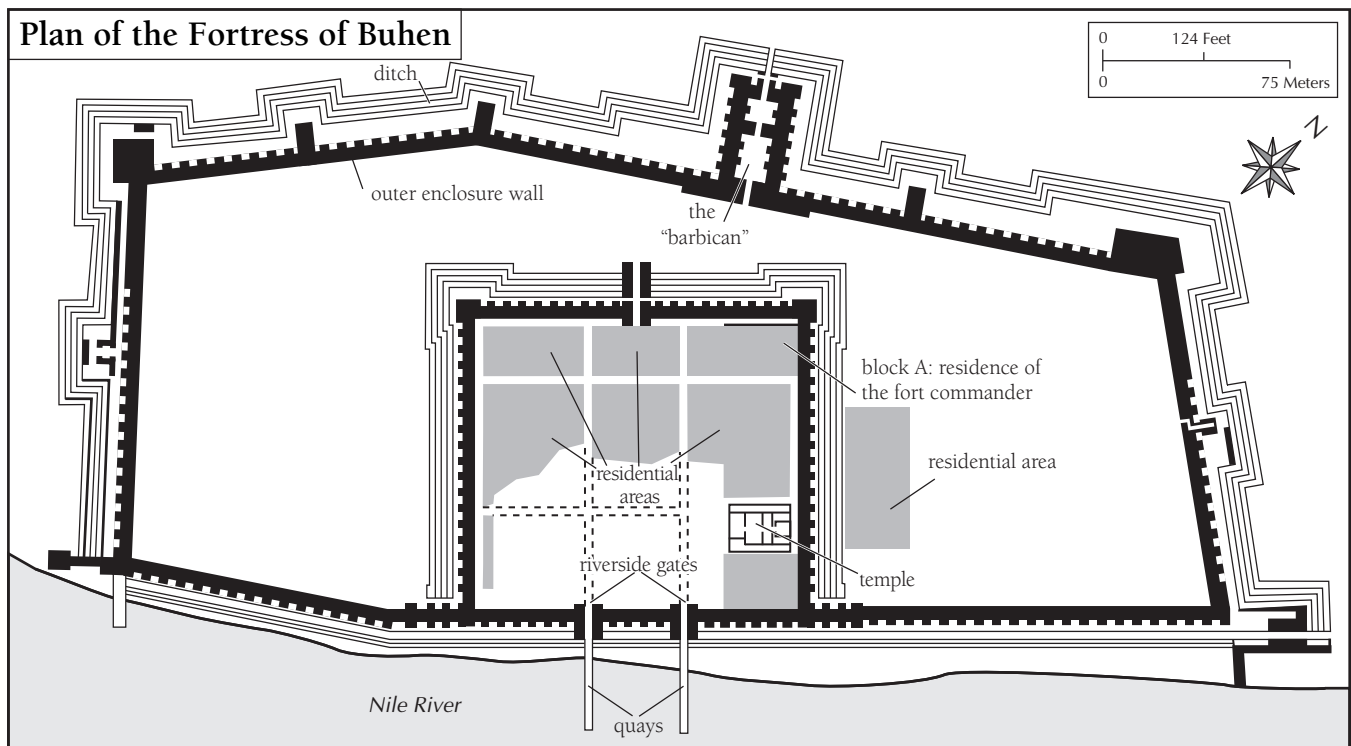 Plan of the Fortress of Buhen
0 124 Feet
0 75 Meters
N
ditch
outer enclosure wall
the
“barbican”
block A: residence of
the fort commander
residential area
residential
areas
riverside gates
temple
Nile River
quays